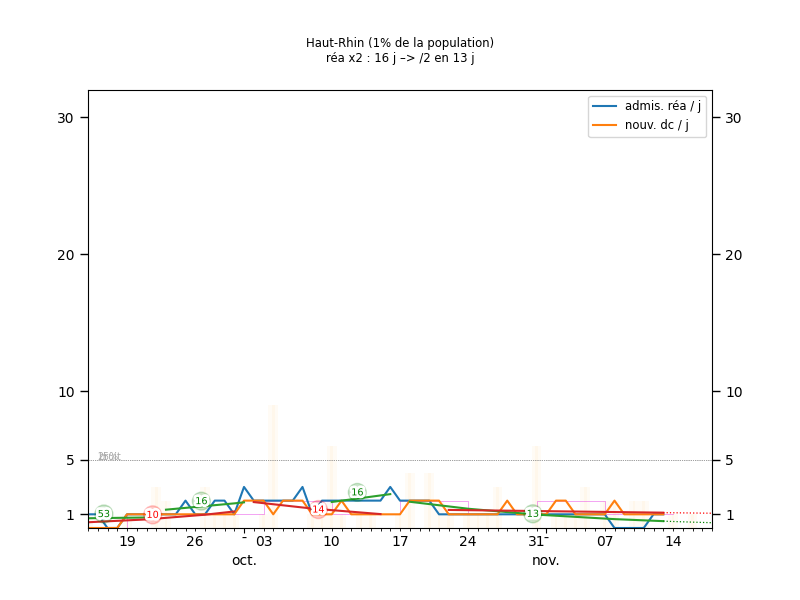 Haut-Rhin (1% de la population)
réa x2 : 16 j –> /2 en 13 j
admis. réa / j
nouv. dc / j
30 30
20 20
10 10
5 5
1 1
53 10 16 14 16 13
19 26 - 03 10 17 24 31 - 07 14
oct. nov.